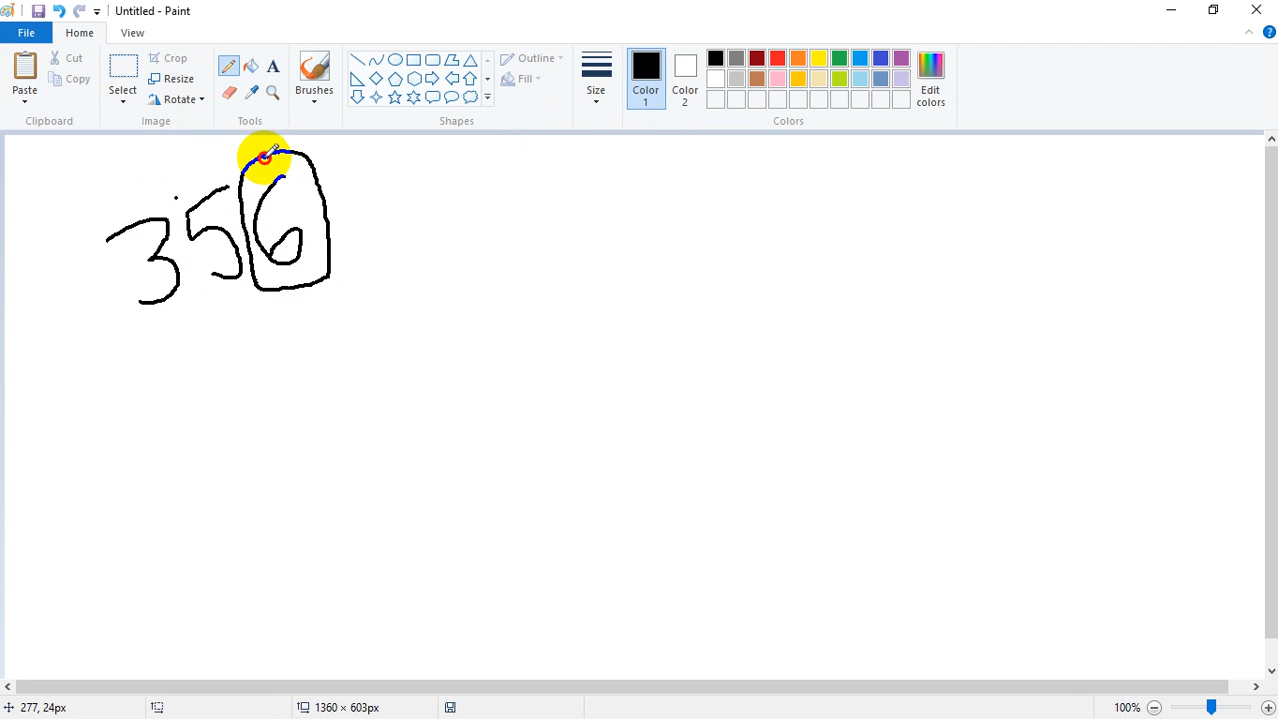 Untitled - Paint
File
Home
View
Paste
Cut
Copy
Clipboard
Select
Crop
Resize
Rotate
Image
A
Tools
Brushes
Outline
Fill
Shapes
Size
Color 1
Color 2
Edit colors
Colors
356
277, 24px
1360 × 603px
100%